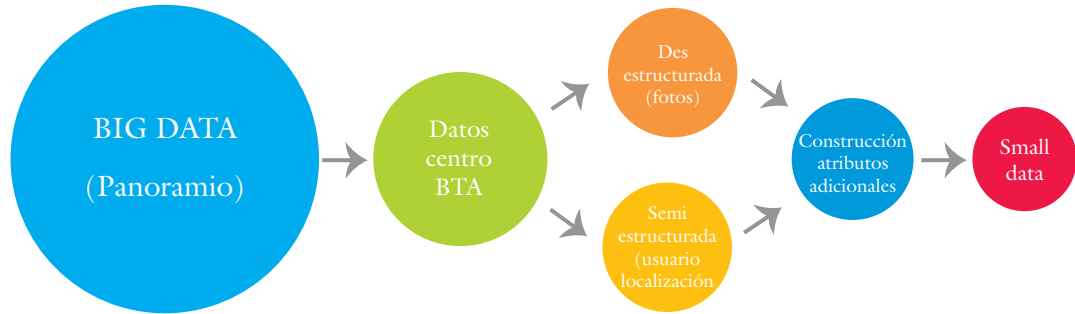 BIG DATA
(Panoramio)
Datos
centro
BTA
Des
estructurada
(fotos)
Semi
estructurada
(usuario
localización
Construcción
atributos
adicionales
Small
data